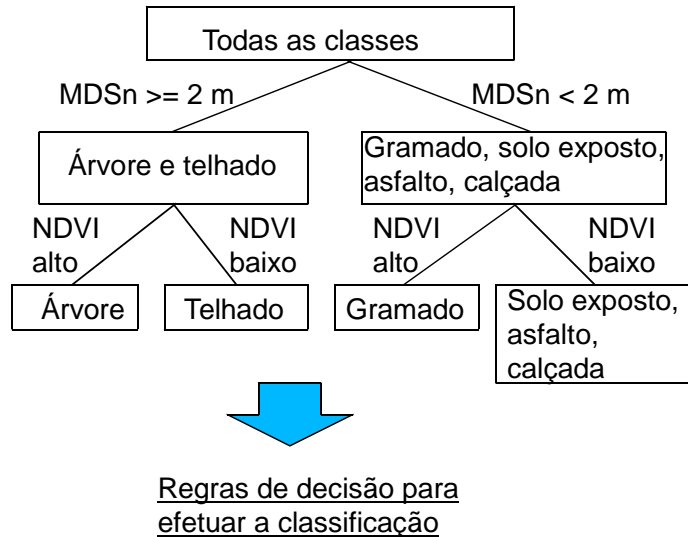 Todas as classes
MDSn >= 2 m
MDSn < 2 m
Árvore e telhado
Gramado, solo exposto,
asfalto, calçada
NDVI
alto
NDVI
baixo
NDVI
alto
NDVI
baixo
Árvore
Telhado
Gramado
Solo exposto,
asfalto,
calçada
Regras de decisão para
efetuar a classificação